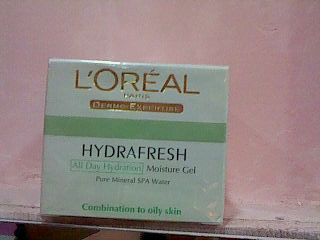 L'ORÉAL
PARIS
DERMO-EXPERTISE
HYDRAFRESH
All Day Hydration Moisture Gel
Pure Mineral SPA Water
Combination to oily skin